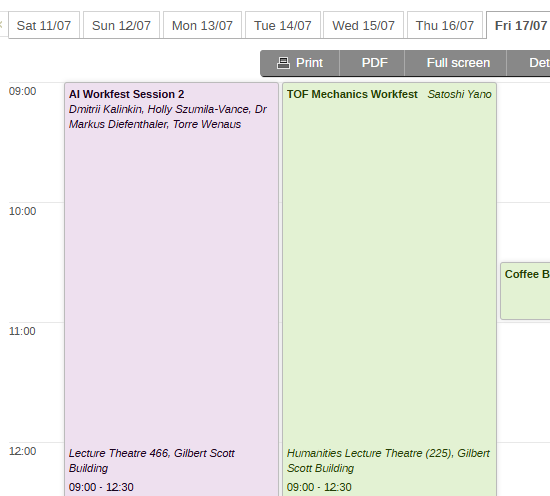 Sat 11/07 Sun 12/07 Mon 13/07 Tue 14/07 Wed 15/07 Thu 16/07 Fri 17/07
Print PDF Full screen Det
09:00
AI Workfest Session 2
Dmitrii Kalinkin, Holly Szumila-Vance, Dr
Markus Diefenthaler, Torre Wenaus
TOF Mechanics Workfest Satoshi Yano
10:00
Coffee B
11:00
12:00
Lecture Theatre 466, Gilbert Scott
Building
09:00 - 12:30
Humanities Lecture Theatre (225), Gilbert
Scott Building
09:00 - 12:30